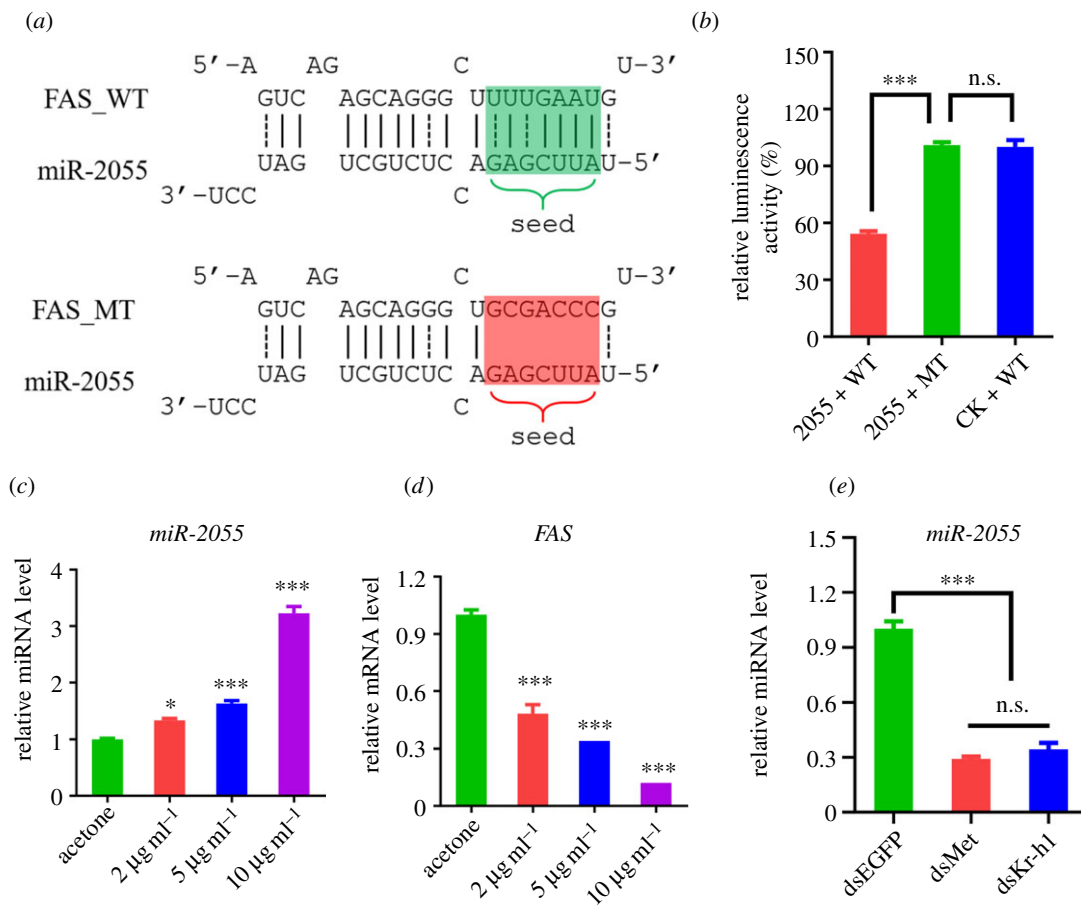 (a)
5′-A AG C U-3′
FAS_WT GUC AGCAGGG UUUUGAAUG
miR-2055 UAG UCGUCUC AGAGCUUAU-5′
3′-UCC C
seed
5′-A AG C U-3′
FAS_MT GUC AGCAGGG UGCGACCCG
miR-2055 UAG UCGUCUC AGAGCUUAU-5′
3′-UCC C
seed
(b)
relative luminescence
activity (%)
150
120
90
60
30
0
***
n.s.
2055 + WT
2055 + MT
CK + WT
(c)
miR-2055
relative miRNA level
4
3
2
1
0
*
***
***
acetone
2 µg ml−1
5 µg ml−1
10 µg ml−1
(d)
FAS
relative mRNA level
1.2
0.9
0.6
0.3
0
***
***
***
acetone
2 µg ml−1
5 µg ml−1
10 µg ml−1
(e)
miR-2055
relative miRNA level
1.5
1.2
0.9
0.6
0.3
0
***
n.s.
dsEGFP
dsMet
dsKr-h1